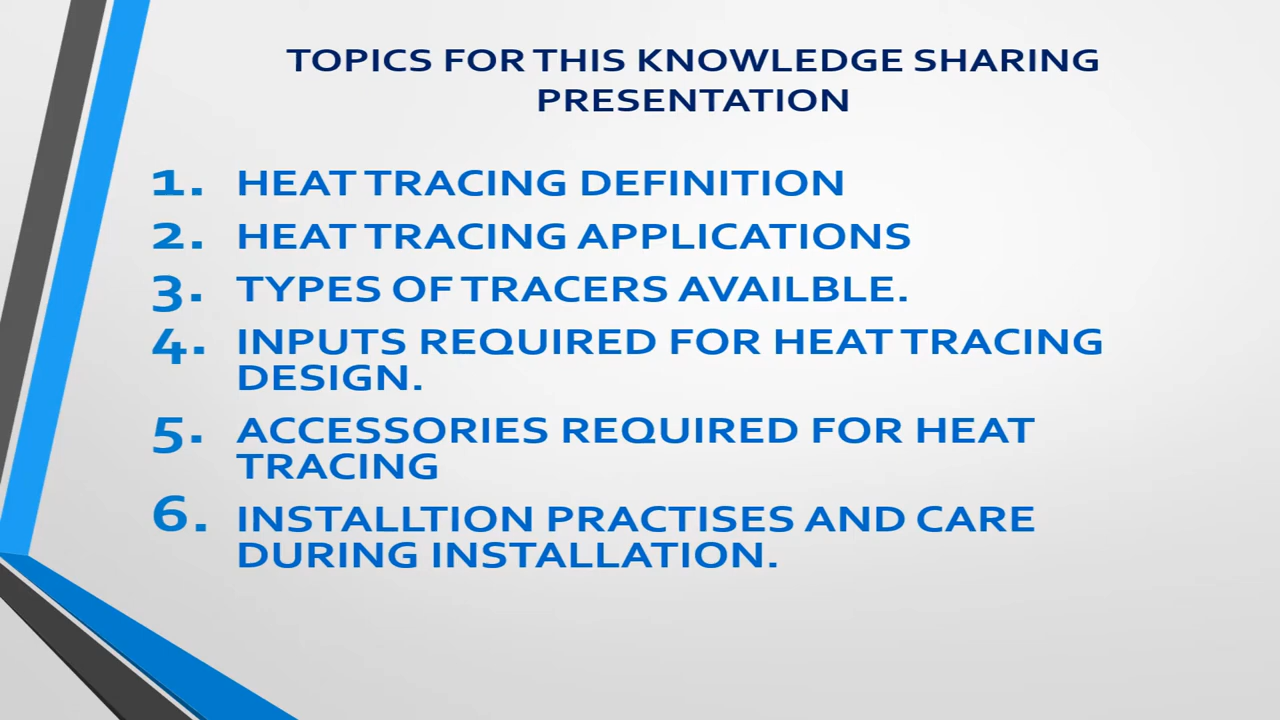 TOPICS FOR THIS KNOWLEDGE SHARING
PRESENTATION
1. HEAT TRACING DEFINITION
2. HEAT TRACING APPLICATIONS
3. TYPES OF TRACERS AVAILBLE.
4. INPUTS REQUIRED FOR HEAT TRACING
DESIGN.
5. ACCESSORIES REQUIRED FOR HEAT
TRACING
6. INSTALLTION PRACTISES AND CARE
DURING INSTALLATION.